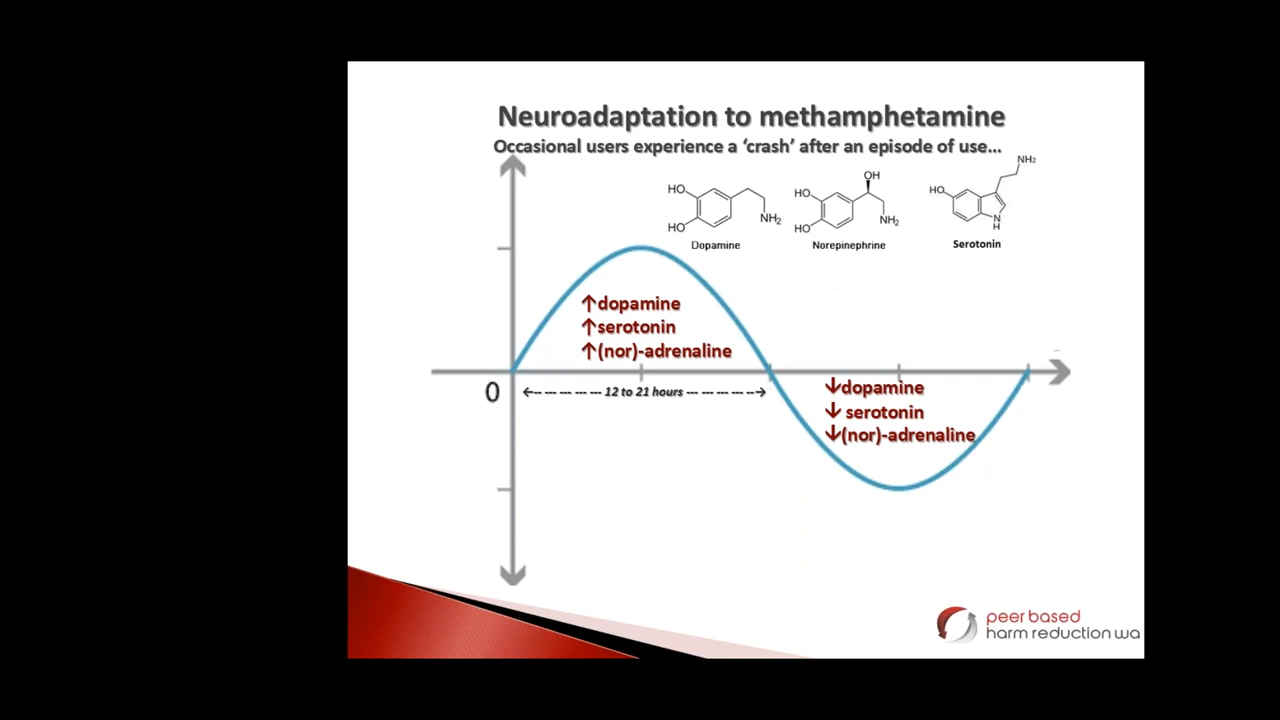 Neuroadaptation to methamphetamine
Occasional users experience a ‘crash’ after an episode of use...
NH₂
OH
HO
HO
HO
HO
NH₂
HO
NH₂
N
H
Dopamine
Norepinephrine
Serotonin
↑dopamine
↑serotonin
↑(nor)-adrenaline
0
12 to 21 hours
↓dopamine
↓ serotonin
↓(nor)-adrenaline
peer based
harm reduction wa